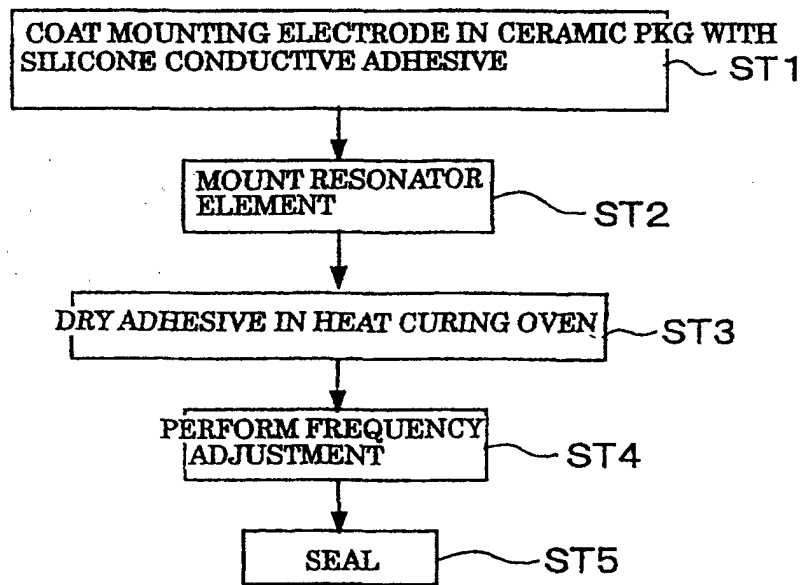 COAT MOUNTING ELECTRODE IN CERAMIC PKG WITH
SILICONE CONDUCTIVE ADHESIVE
ST1
MOUNT RESONATOR
ELEMENT
ST2
DRY ADHESIVE IN HEAT CURING OVEN
ST3
PERFORM FREQUENCY
ADJUSTMENT
ST4
SEAL
ST5